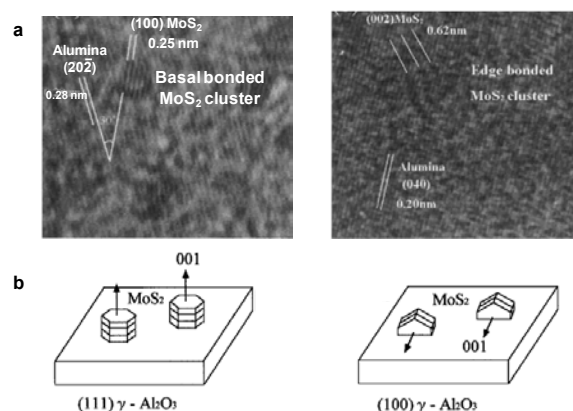 a
(100) MoS₂
0.25 nm
Alumina
(202̄)
0.28 nm
Basal bonded
MoS₂ cluster
(002)MoS₂
0.62nm
Edge bonded
MoS₂ cluster
Alumina
(040)
0.20nm
b
001
MoS₂
(111) γ - Al₂O₃
MoS₂
001
(100) γ - Al₂O₃